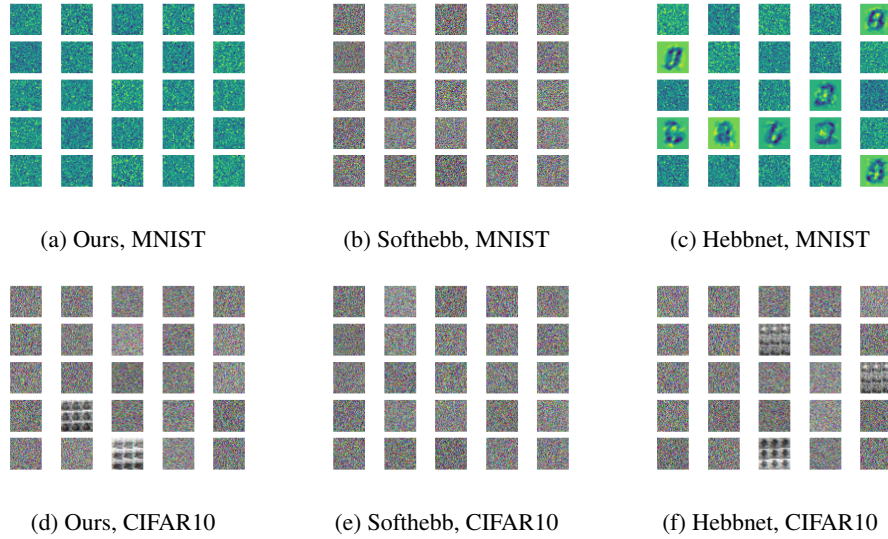 (a) Ours, MNIST
(b) Softhebb, MNIST
(c) Hebbnet, MNIST
(d) Ours, CIFAR10
(e) Softhebb, CIFAR10
(f) Hebbnet, CIFAR10